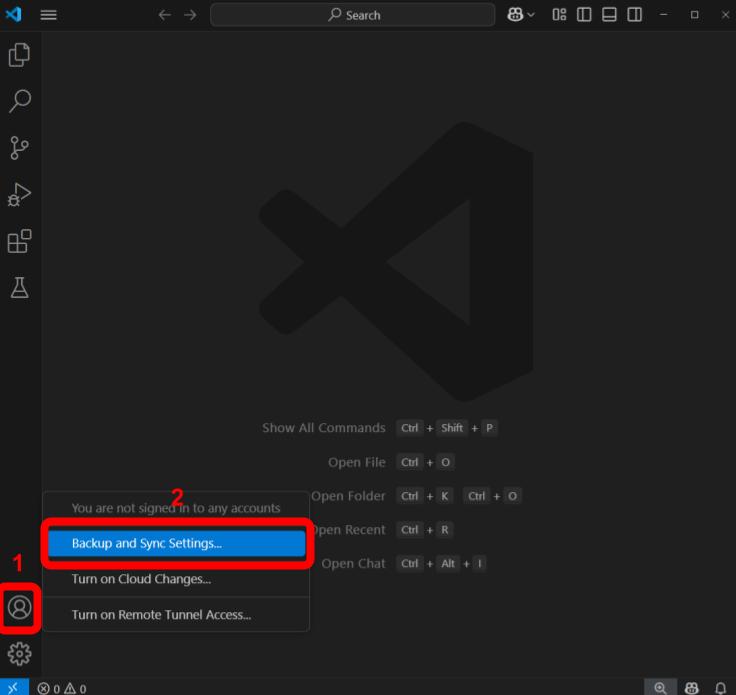 Search
Show All Commands Ctrl + Shift + P
Open File Ctrl + O
2
You are not signed in to any accounts
Open Folder Ctrl + K Ctrl + O
Backup and Sync Settings...
Open Recent Ctrl + R
1
Open Chat Ctrl + Alt + I
Turn on Cloud Changes...
Turn on Remote Tunnel Access...
0 0